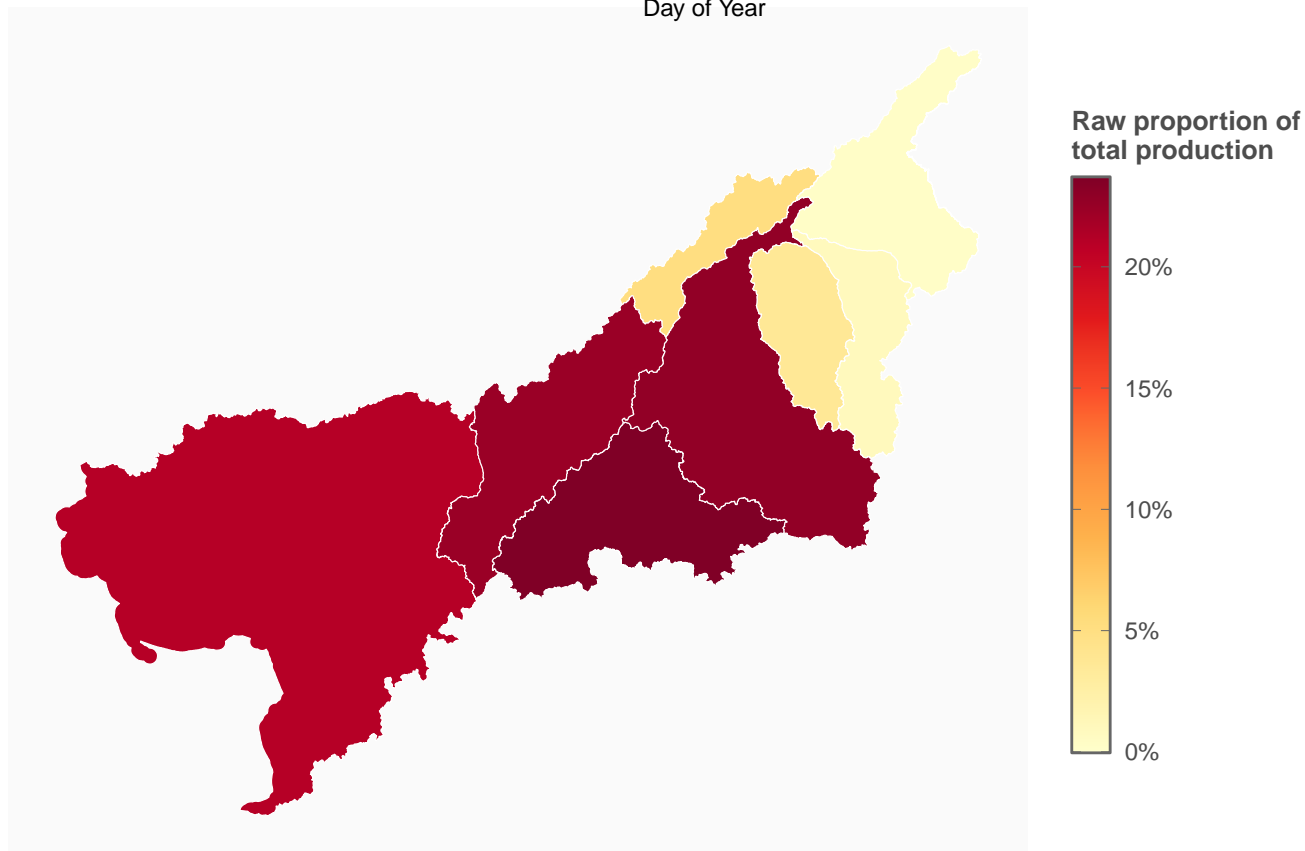 Day of Year
Raw proportion of
total production
20%
15%
10%
5%
0%